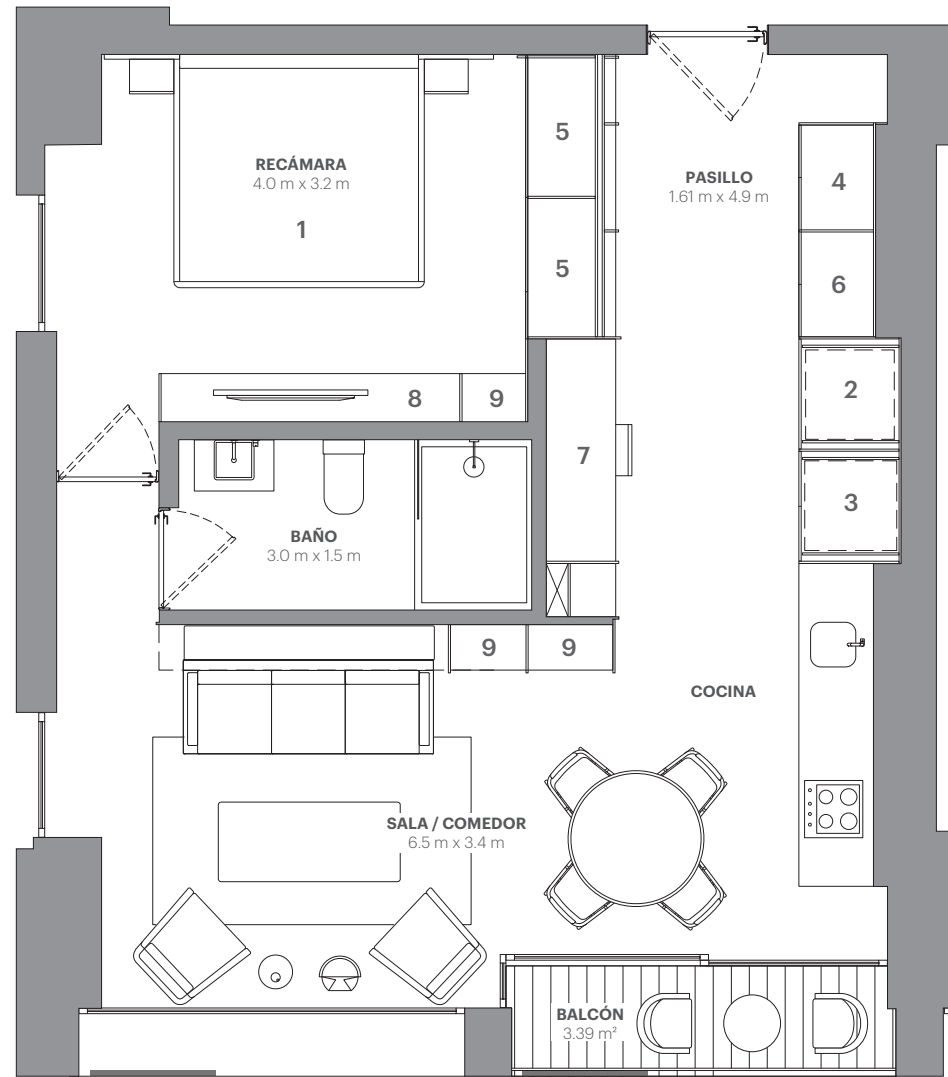 RECÁMARA
4.0 m x 3.2 m
1
5
5
PASILLO
1.61 m x 4.9 m
4
6
2
3
8
9
7
BAÑO
3.0 m x 1.5 m
9
9
COCINA
SALA / COMEDOR
6.5 m x 3.4 m
BALCÓN
3.39 m²